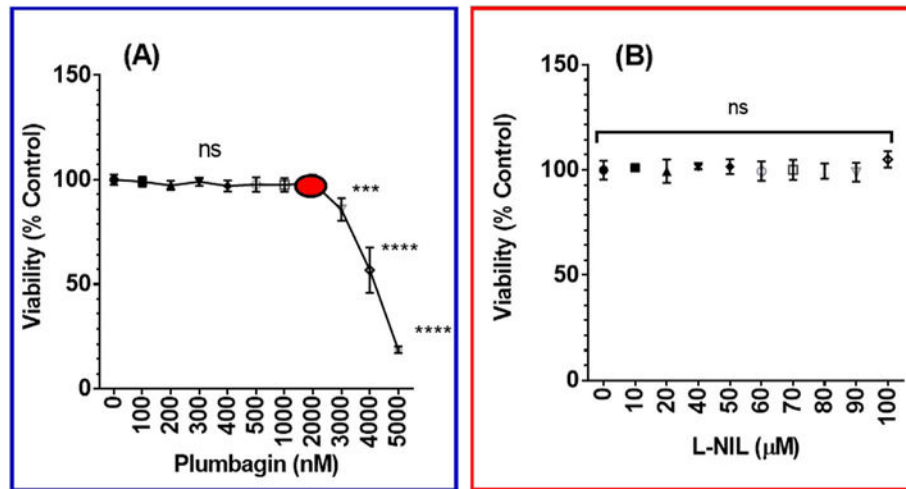 (A)
Viability (% Control)
150
100
50
0
ns
***
****
****
0 100 200 300 400 500 1000 2000 3000 4000 5000
Plumbagin (nM)
(B)
Viability (% Control)
150
100
50
0
ns
0 10 20 40 50 60 70 80 90 100
L-NIL (μM)